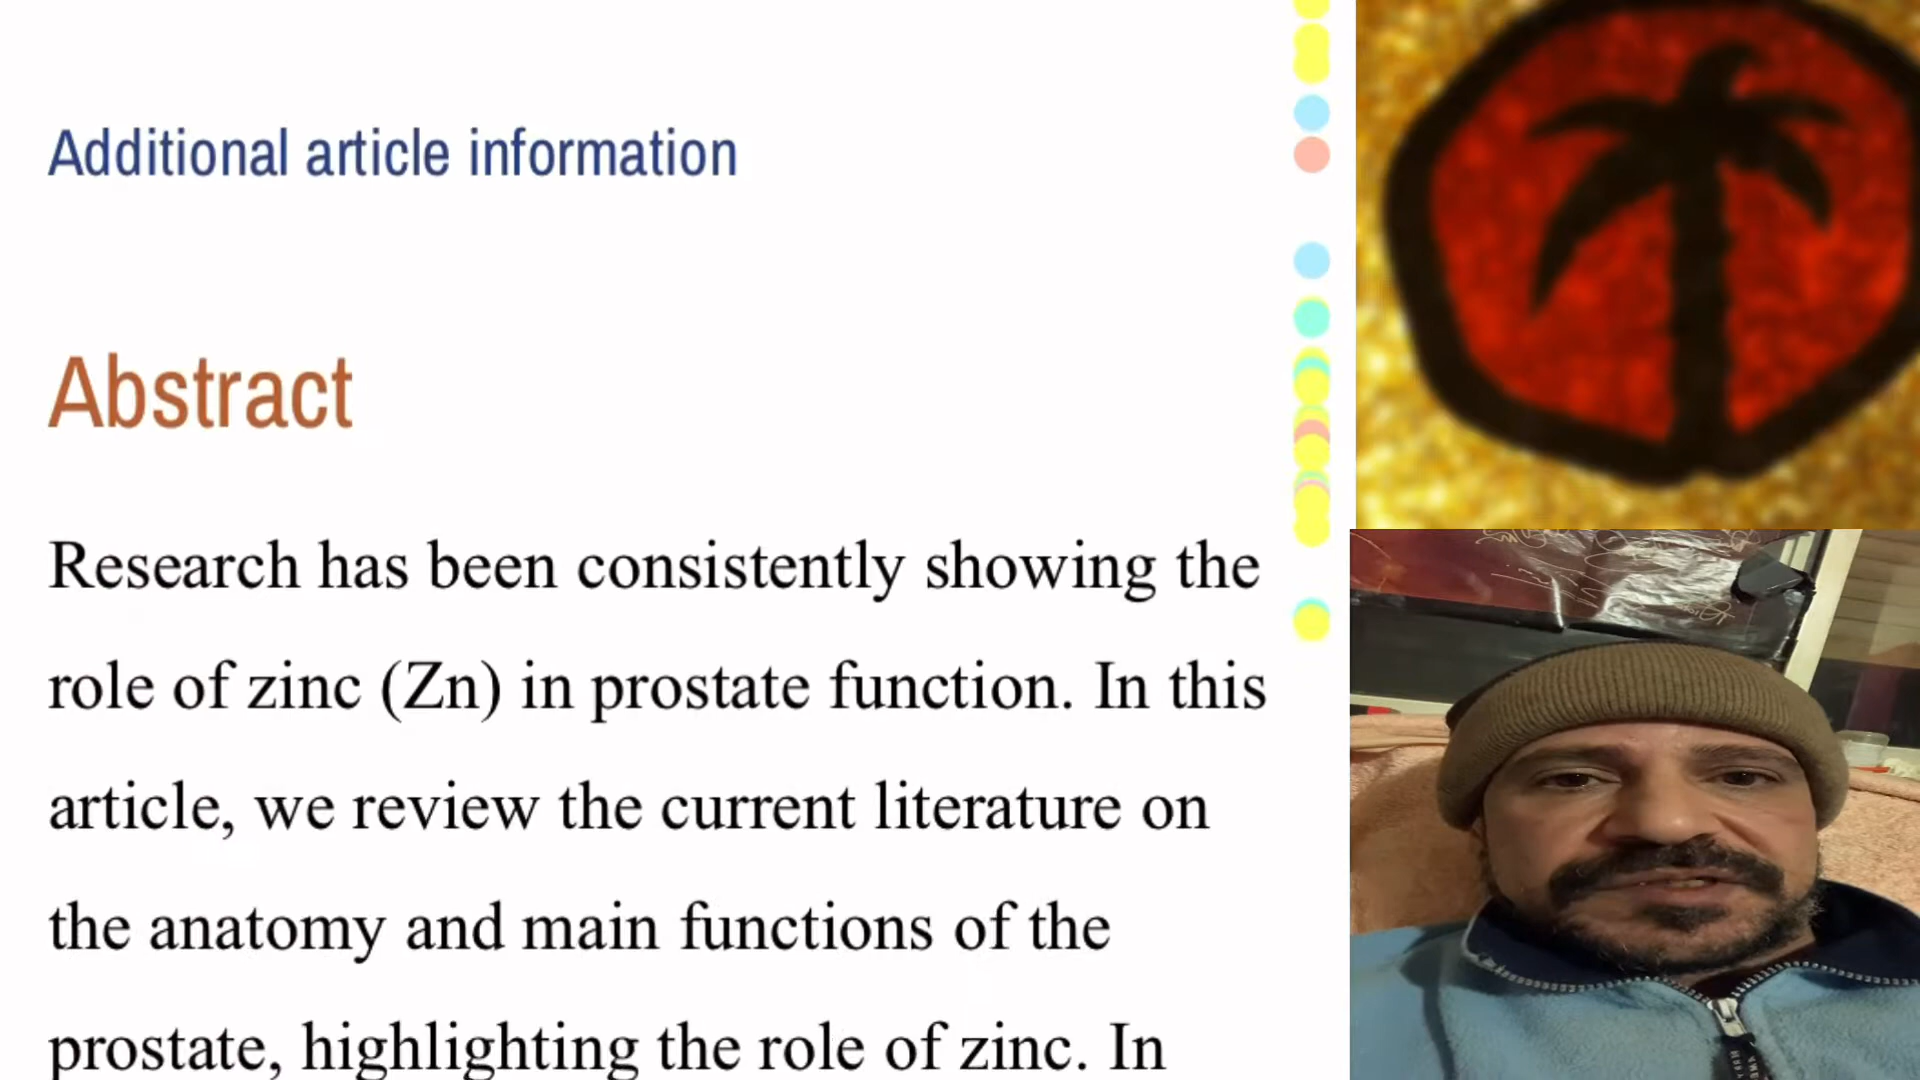 Additional article information
Abstract
Research has been consistently showing the
role of zinc (Zn) in prostate function. In this
article, we review the current literature on
the anatomy and main functions of the
prostate, highlighting the role of zinc. In